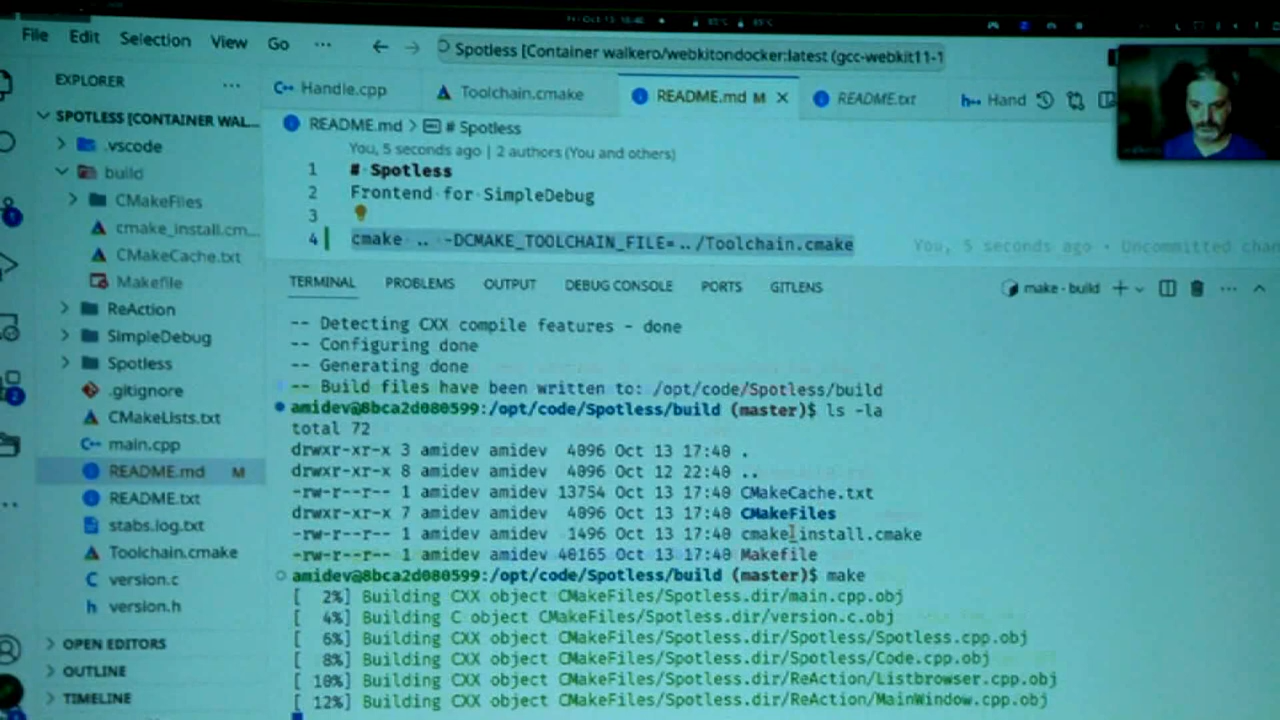 File Edit Selection View Go ... Spotless [Container walkero/webkitondocker:latest (gcc-webkit11-1
EXPLORER ...
Handle.cpp Toolchain.cmake README.md M README.txt Hand
SPOTLESS [CONTAINER WAL...
.vscode
build
CMakeFiles
cmake_install.cm...
CMakeCache.txt
Makefile
ReAction
SimpleDebug
Spotless
.gitignore
CMakeLists.txt
main.cpp
README.md M
README.txt
stabs.log.txt
Toolchain.cmake
version.c
version.h
OPEN EDITORS
OUTLINE
TIMELINE
README.md > # Spotless
You, 5 seconds ago | 2 authors (You and others)
1 # Spotless
2 Frontend for SimpleDebug
3
4 cmake .. -DCMAKE_TOOLCHAIN_FILE=../Toolchain.cmake You, 5 seconds ago • Uncommitted chan
TERMINAL PROBLEMS OUTPUT DEBUG CONSOLE PORTS GITLENS make - build
-- Detecting CXX compile features - done
-- Configuring done
-- Generating done
-- Build files have been written to: /opt/code/Spotless/build
amidev@8bca2d080599:/opt/code/Spotless/build (master)$ ls -la
total 72
drwxr-xr-x 3 amidev amidev 4096 Oct 13 17:40 .
drwxr-xr-x 8 amidev amidev 4096 Oct 12 22:40 ..
-rw-r--r-- 1 amidev amidev 13754 Oct 13 17:40 CMakeCache.txt
drwxr-xr-x 7 amidev amidev 4096 Oct 13 17:40 CMakeFiles
-rw-r--r-- 1 amidev amidev 1496 Oct 13 17:40 cmake_install.cmake
-rw-r--r-- 1 amidev amidev 40165 Oct 13 17:40 Makefile
amidev@8bca2d080599:/opt/code/Spotless/build (master)$ make
[ 2%] Building CXX object CMakeFiles/Spotless.dir/main.cpp.obj
[ 4%] Building C object CMakeFiles/Spotless.dir/version.c.obj
[ 6%] Building CXX object CMakeFiles/Spotless.dir/Spotless/Spotless.cpp.obj
[ 8%] Building CXX object CMakeFiles/Spotless.dir/Spotless/Code.cpp.obj
[ 10%] Building CXX object CMakeFiles/Spotless.dir/ReAction/Listbrowser.cpp.obj
[ 12%] Building CXX object CMakeFiles/Spotless.dir/ReAction/MainWindow.cpp.obj